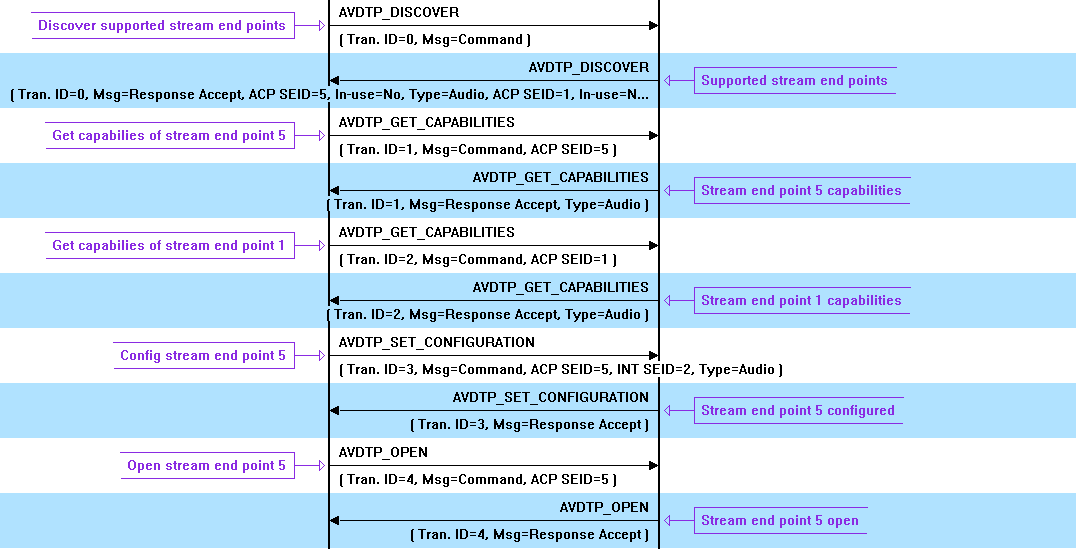 AVDTP_DISCOVER
Discover supported stream end points
( Tran. ID=0, Msg=Command )
AVDTP_DISCOVER
Supported stream end points
( Tran. ID=0, Msg=Response Accept, ACP SEID=5, In-use=No, Type=Audio, ACP SEID=1, In-use=N...
AVDTP_GET_CAPABILITIES
Get capabilies of stream end point 5
( Tran. ID=1, Msg=Command, ACP SEID=5 )
AVDTP_GET_CAPABILITIES
Stream end point 5 capabilities
( Tran. ID=1, Msg=Response Accept, Type=Audio )
AVDTP_GET_CAPABILITIES
Get capabilies of stream end point 1
( Tran. ID=2, Msg=Command, ACP SEID=1 )
AVDTP_GET_CAPABILITIES
Stream end point 1 capabilities
( Tran. ID=2, Msg=Response Accept, Type=Audio )
AVDTP_SET_CONFIGURATION
Config stream end point 5
( Tran. ID=3, Msg=Command, ACP SEID=5, INT SEID=2, Type=Audio )
AVDTP_SET_CONFIGURATION
Stream end point 5 configured
( Tran. ID=3, Msg=Response Accept )
AVDTP_OPEN
Open stream end point 5
( Tran. ID=4, Msg=Command, ACP SEID=5 )
AVDTP_OPEN
Stream end point 5 open
( Tran. ID=4, Msg=Response Accept )